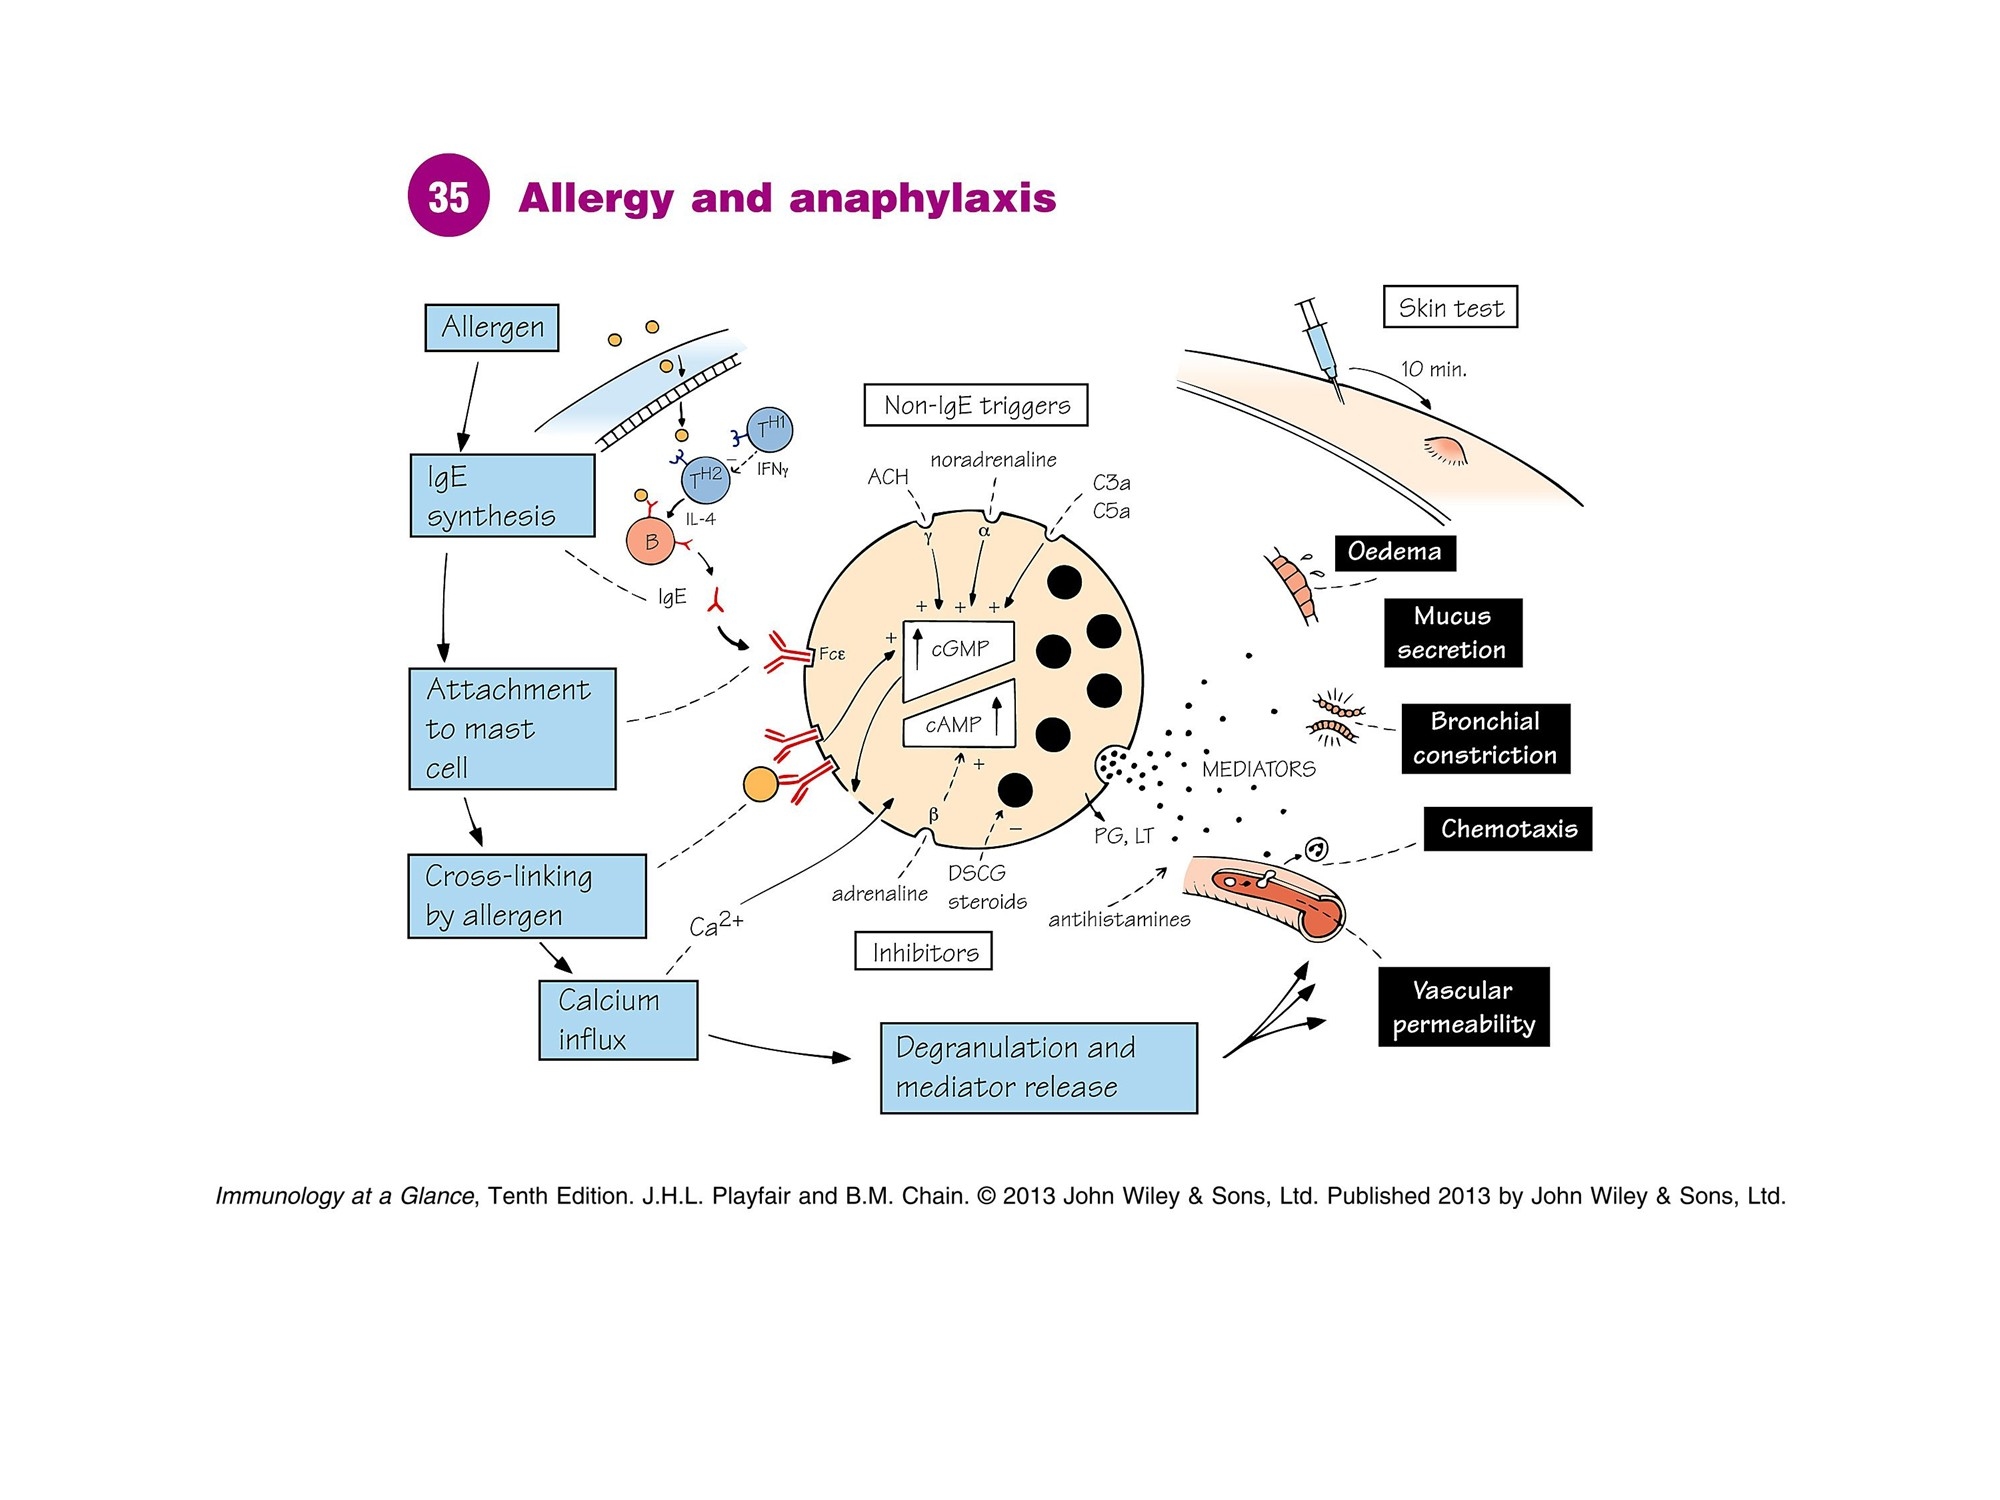 35 Allergy and anaphylaxis
Allergen
IgE
synthesis
Attachment
to mast
cell
Cross-linking
by allergen
Calcium
influx
Degranulation and
mediator release
TH1
IFNγ
TH2
−
IL-4
B
IgE
Fcε
Ca2+
Non-IgE triggers
ACH
noradrenaline
C3a
C5a
γ
α
+
+
+
+
cGMP
cAMP
+
β
−
adrenaline
DSCG
steroids
Inhibitors
antihistamines
PG, LT
MEDIATORS
Skin test
10 min.
Oedema
Mucus
secretion
Bronchial
constriction
Chemotaxis
Vascular
permeability
Immunology at a Glance, Tenth Edition. J.H.L. Playfair and B.M. Chain. © 2013 John Wiley & Sons, Ltd. Published 2013 by John Wiley & Sons, Ltd.